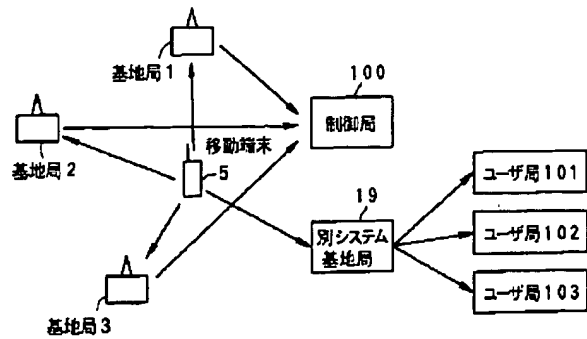 基地局1
100
制御局
基地局2
移動端末
5
19
別システム
基地局
ユーザ局101
ユーザ局102
ユーザ局103
基地局3